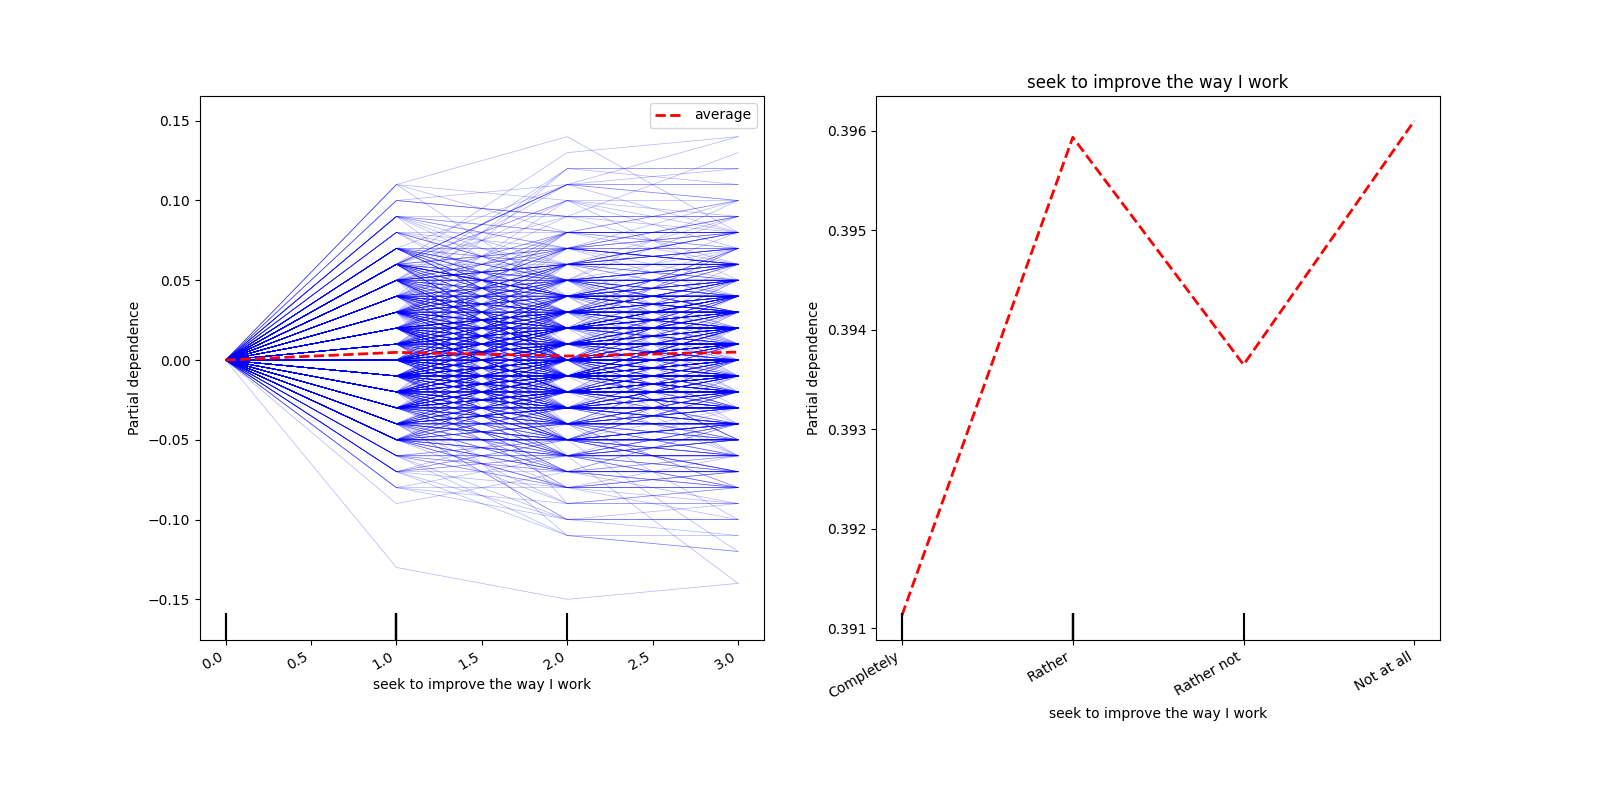 average
0.15
0.10
0.05
0.00
−0.05
−0.10
−0.15
Partial dependence
0.0
0.5
1.0
1.5
2.0
2.5
3.0
seek to improve the way I work
seek to improve the way I work
0.396
0.395
0.394
0.393
0.392
0.391
Partial dependence
Completely
Rather
Rather not
Not at all
seek to improve the way I work